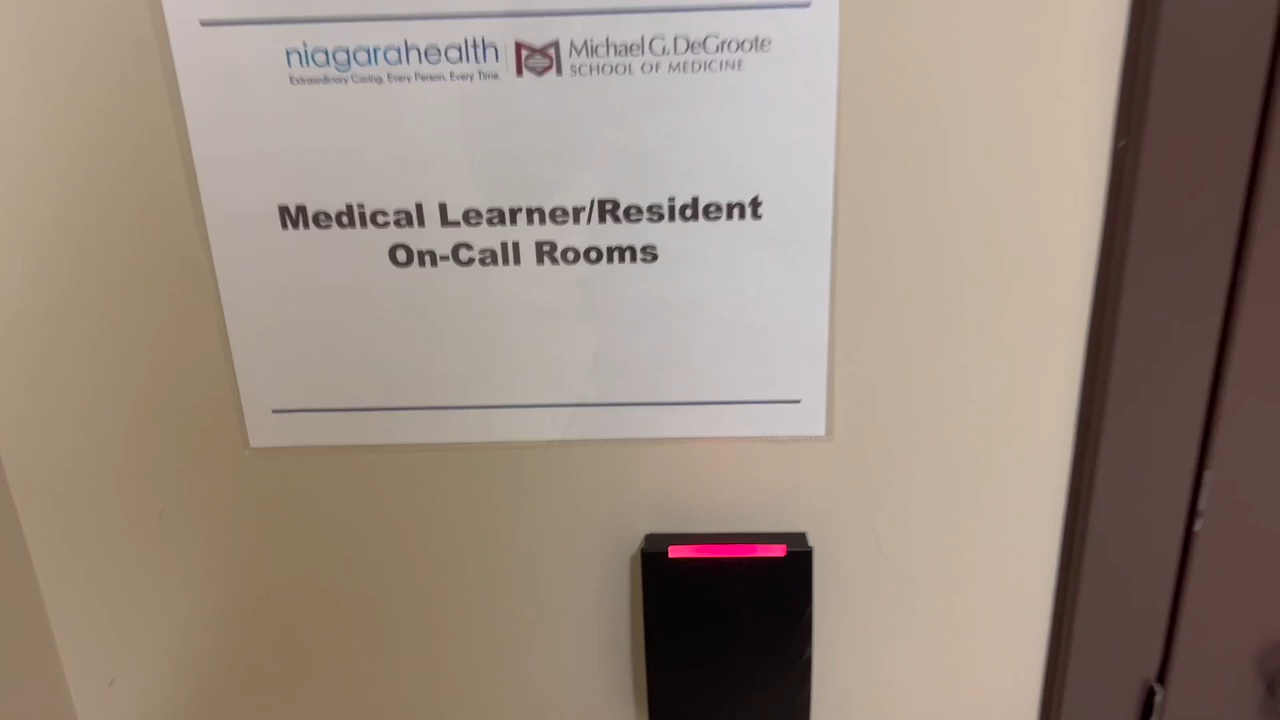 niagarahealth
Extraordinary Caring. Every Person. Every Time.
Michael G. DeGroote
SCHOOL OF MEDICINE
Medical Learner/Resident
On-Call Rooms